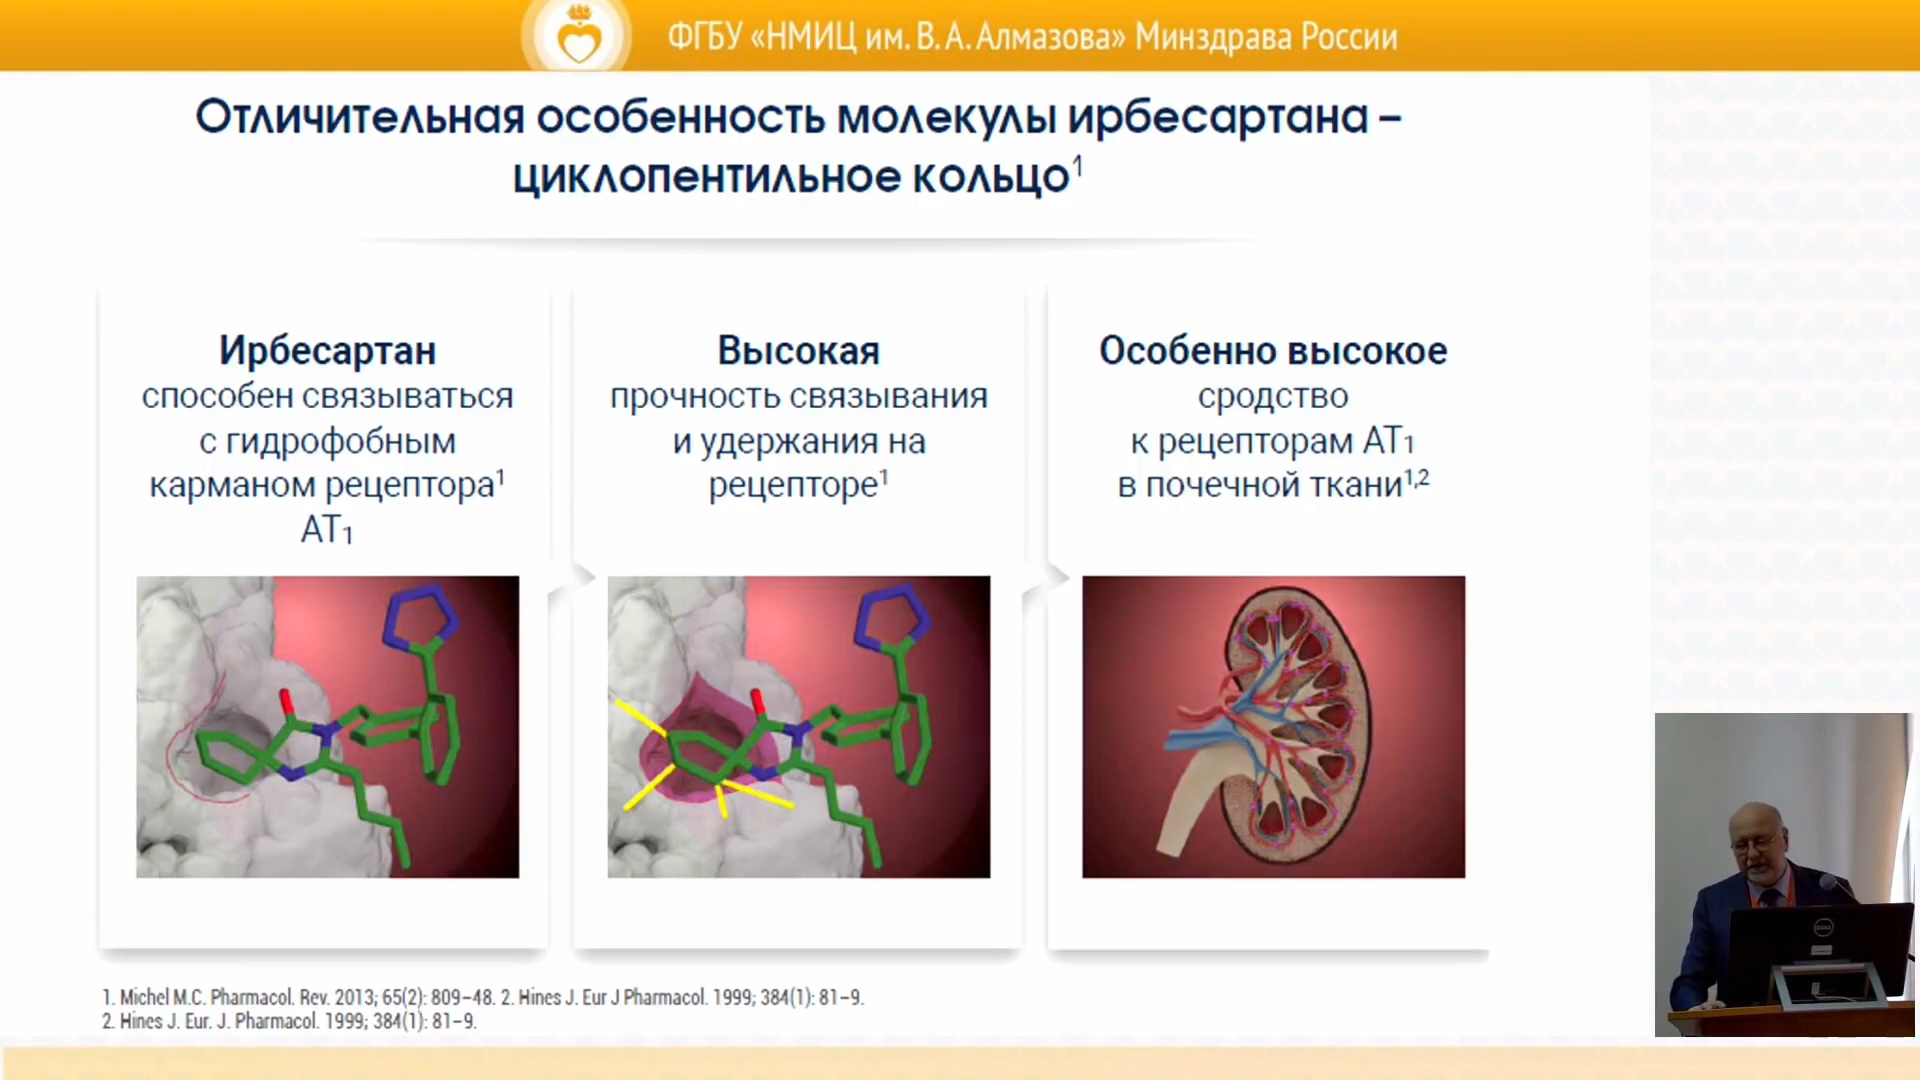 ФГБУ «НМИЦ им. В. А. Алмазова» Минздрава России
Отличительная особенность молекулы ирбесартана –
циклопентильное кольцо¹
Ирбесартан
способен связываться
с гидрофобным
карманом рецептора¹
АТ₁
Высокая
прочность связывания
и удержания на
рецепторе¹
Особенно высокое
сродство
к рецепторам АТ₁
в почечной ткани¹,²
1. Michel M.C. Pharmacol. Rev. 2013; 65(2): 809–48. 2. Hines J. Eur J Pharmacol. 1999; 384(1): 81–9.
2. Hines J. Eur. J. Pharmacol. 1999; 384(1): 81–9.
DELL